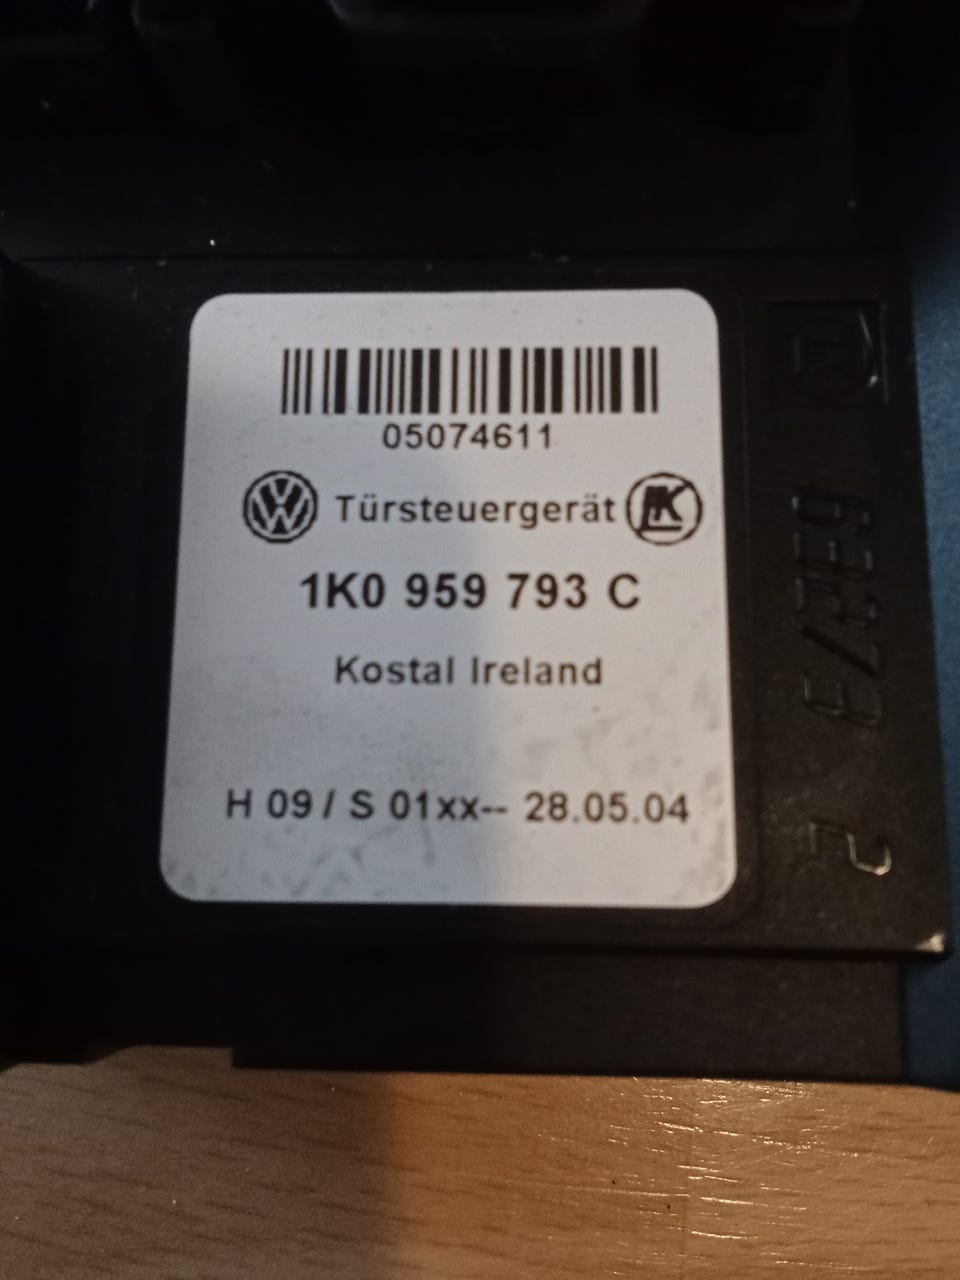 05074611
Türsteuergerät
1K0 959 793 C
Kostal Ireland
H 09 / S 01xx-- 28.05.04